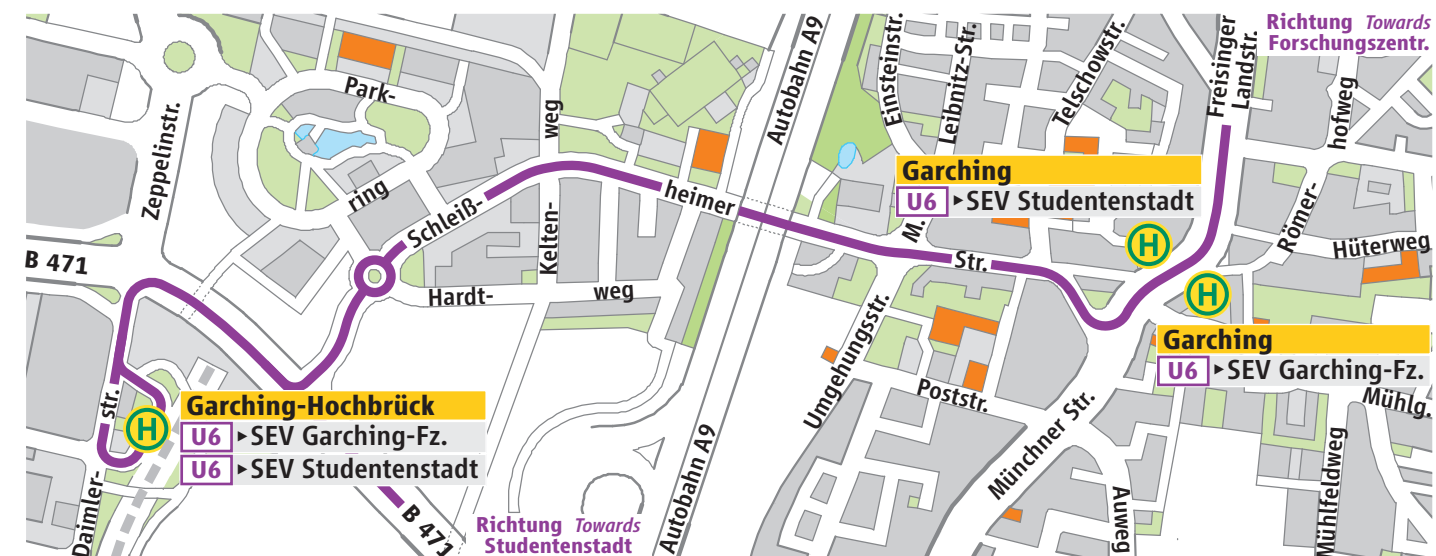 Richtung Towards
Forschungszentr.
Freisinger
Landstr.
Zeppelinstr.
Park-
ring
weg
Autobahn A9
Einsteinstr.
Leibnitz-Str.
Telschowstr.
hofweg
Römer-
Garching
U6 ▸SEV Studentenstadt
H
M.
B 471
Schleiß-
heimer
Str.
Kelten-
Hüterweg
Hardt-
weg
H
Garching
U6 ▸SEV Garching-Fz.
Umgehungsstr.
Poststr.
Mühlg.
str.
H
Garching-Hochbrück
U6 ▸SEV Garching-Fz.
U6 ▸SEV Studentenstadt
Münchner Str.
Daimler-
B 471
Autobahn A9
Auweg
Mühlfeldweg
Richtung Towards
Studentenstadt